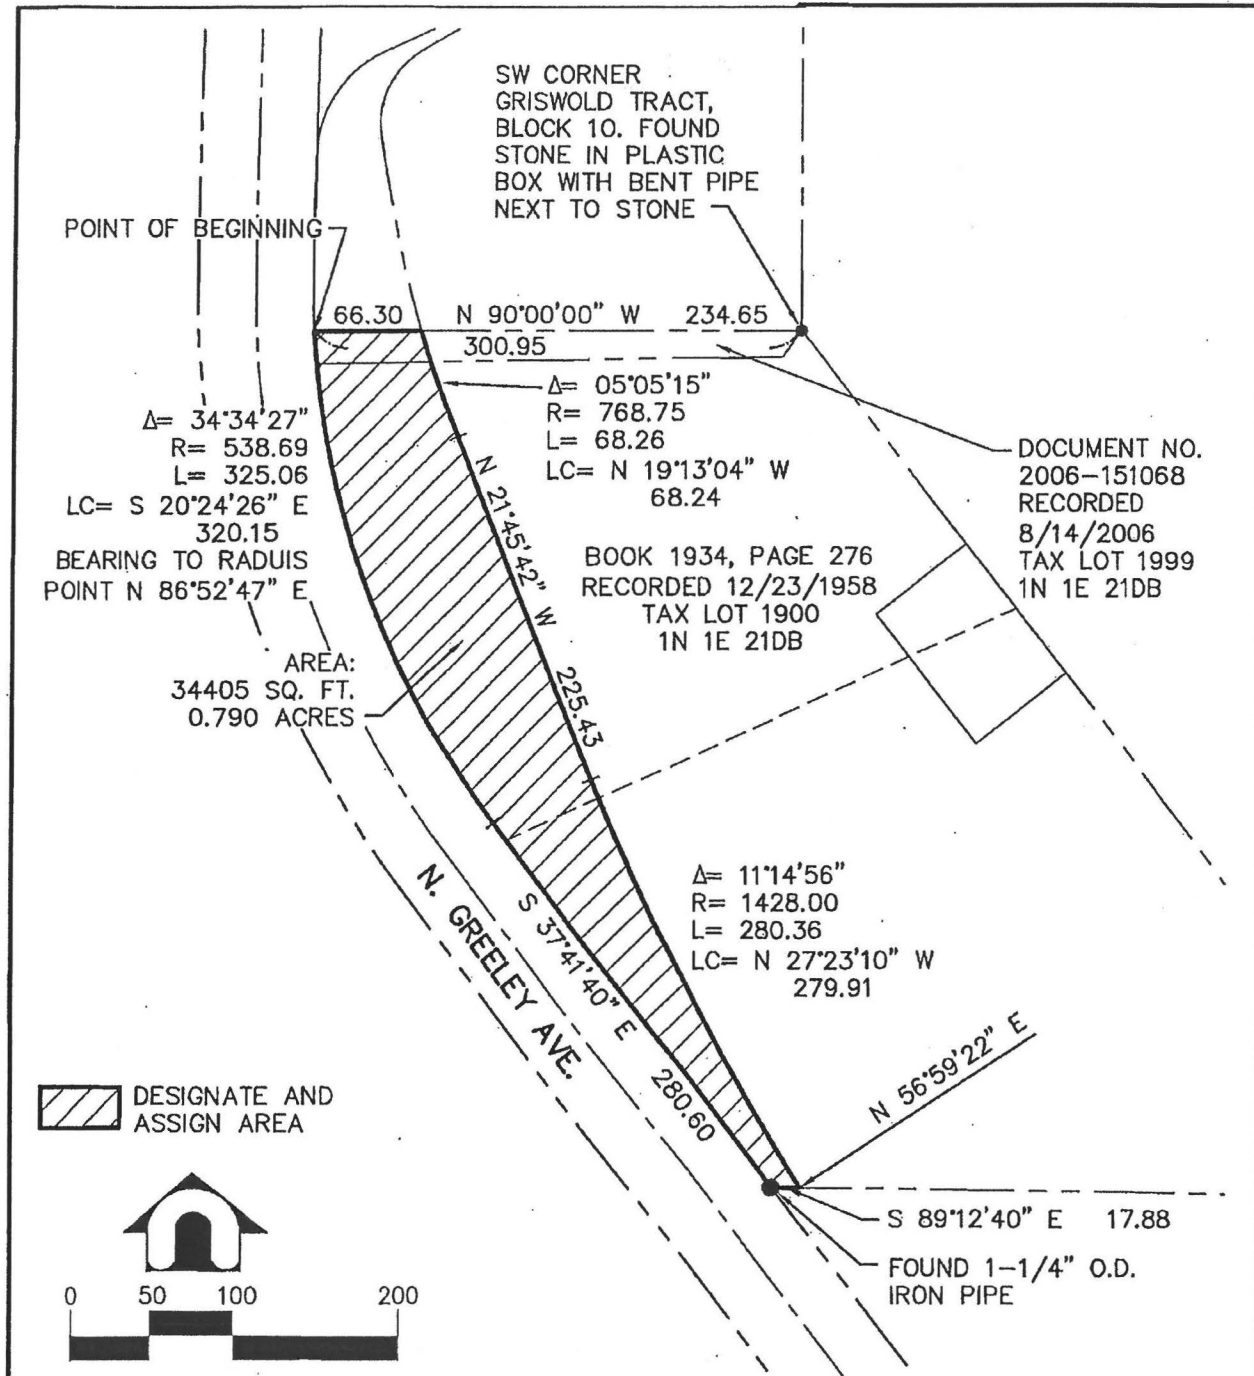 SW CORNER
GRISWOLD TRACT,
BLOCK 10. FOUND
STONE IN PLASTIC
BOX WITH BENT PIPE
NEXT TO STONE
POINT OF BEGINNING
66.30 N 90°00'00" W 234.65
300.95
Δ= 05°05'15"
R= 768.75
L= 68.26
LC= N 19°13'04" W
68.24
Δ= 34°34'27"
R= 538.69
L= 325.06
LC= S 20°24'26" E
320.15
BEARING TO RADUIS
POINT N 86°52'47" E
DOCUMENT NO.
2006-151068
RECORDED
8/14/2006
TAX LOT 1999
1N 1E 21DB
N 21°45'42" W
225.43
BOOK 1934, PAGE 276
RECORDED 12/23/1958
TAX LOT 1900
1N 1E 21DB
AREA:
34405 SQ. FT.
0.790 ACRES
Δ= 11°14'56"
R= 1428.00
L= 280.36
LC= N 27°23'10" W
279.91
N. GREELEY AVE.
S 37°41'40" E
280.60
N 56°59'22" E
DESIGNATE AND
ASSIGN AREA
S 89°12'40" E 17.88
FOUND 1-1/4" O.D.
IRON PIPE
0 50 100 200